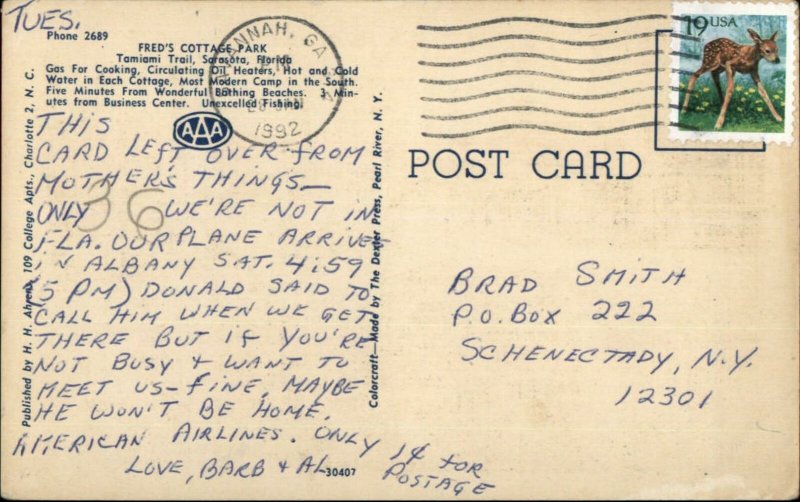 TUES.
Phone 2689
FRED'S COTTAGE PARK
Tamiami Trail, Sarasota, Florida
Gas For Cooking, Circulating Oil Heaters, Hot and Cold
Water in Each Cottage, Most Modern Camp in the South.
Five Minutes From Wonderful Bathing Beaches. 3 Min-
utes from Business Center. Unexcelled Fishing.
AAA
THIS
CARD LEFT OVER FROM
MOTHER'S THINGS—
ONLY WE'RE NOT IN
FLA. OUR PLANE ARRIVES
IN ALBANY SAT. 4:59
(5 PM) DONALD SAID TO
CALL HIM WHEN WE GET
THERE BUT IF YOU'RE
NOT BUSY & WANT TO
MEET US - FINE. MAYBE
HE WON'T BE HOME.
AMERICAN AIRLINES. ONLY 1¢ FOR
POSTAGE
LOVE, BARB & AL
30407
36
Published by H. H. Ahrens, 109 College Apts., Charlotte 2, N. C.
Colorcraft—Made by The Dexter Press, Pearl River, N. Y.
SAVANNAH, GA
1992
19 USA
POST CARD
BRAD SMITH
P.O. BOX 222
SCHENECTADY, N.Y.
12301